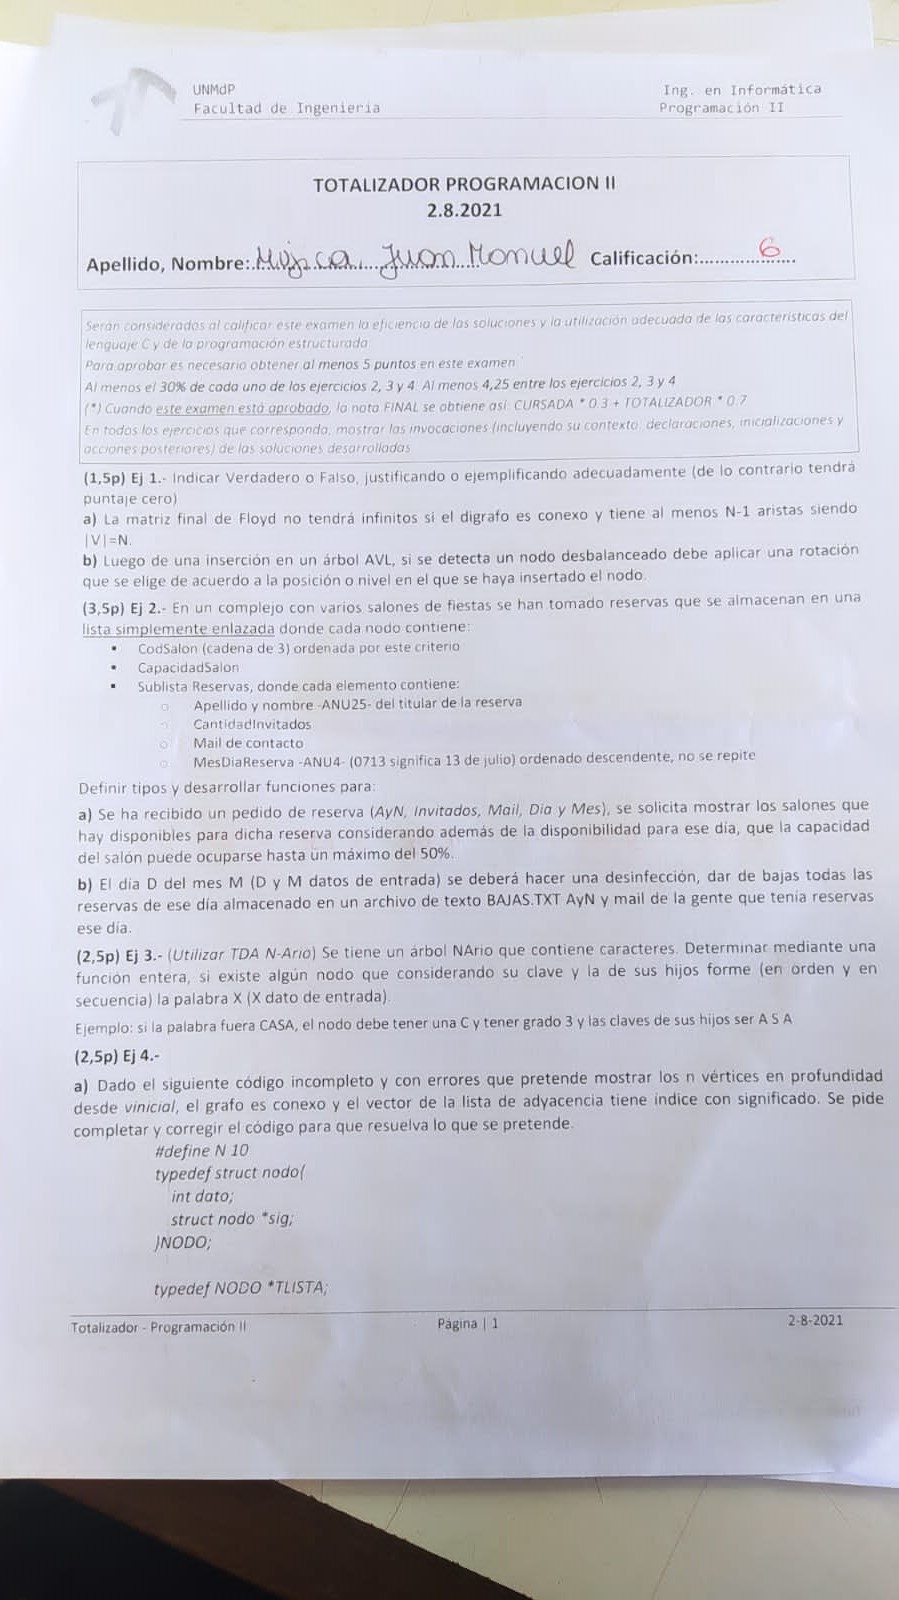 UNMdP
Facultad de Ingeniería
Ing. en Informática
Programación II
TOTALIZADOR PROGRAMACION II
2.8.2021
Apellido, Nombre: Mujica, Juan Manuel Calificación:.................. 6
Serán considerados al calificar este examen la eficiencia de las soluciones y la utilización adecuada de las características del
lenguaje C y de la programación estructurada
Para aprobar es necesario obtener al menos 5 puntos en este examen
Al menos el 30% de cada uno de los ejercicios 2, 3 y 4. Al menos 4,25 entre los ejercicios 2, 3 y 4
(*) Cuando este examen está aprobado, la nota FINAL se obtiene así: CURSADA * 0.3 + TOTALIZADOR * 0.7
En todos los ejercicios que corresponda, mostrar las invocaciones (incluyendo su contexto: declaraciones, inicializaciones y
acciones posteriores) de las soluciones desarrolladas
(1,5p) Ej 1.- Indicar Verdadero o Falso, justificando o ejemplificando adecuadamente (de lo contrario tendrá
puntaje cero)
a) La matriz final de Floyd no tendrá infinitos si el digrafo es conexo y tiene al menos N-1 aristas siendo
|V|=N.
b) Luego de una inserción en un árbol AVL, si se detecta un nodo desbalanceado debe aplicar una rotación
que se elige de acuerdo a la posición o nivel en el que se haya insertado el nodo.
(3,5p) Ej 2.- En un complejo con varios salones de fiestas se han tomado reservas que se almacenan en una
lista simplemente enlazada donde cada nodo contiene:
• CodSalon (cadena de 3) ordenada por este criterio
• CapacidadSalon
▪ Sublista Reservas, donde cada elemento contiene:
○ Apellido y nombre -ANU25- del titular de la reserva
○ CantidadInvitados
○ Mail de contacto
○ MesDiaReserva -ANU4- (0713 significa 13 de julio) ordenado descendente, no se repite
Definir tipos y desarrollar funciones para:
a) Se ha recibido un pedido de reserva (AyN, Invitados, Mail, Dia y Mes), se solicita mostrar los salones que
hay disponibles para dicha reserva considerando además de la disponibilidad para ese día, que la capacidad
del salón puede ocuparse hasta un máximo del 50%.
b) El día D del mes M (D y M datos de entrada) se deberá hacer una desinfección, dar de bajas todas las
reservas de ese día almacenado en un archivo de texto BAJAS.TXT AyN y mail de la gente que tenía reservas
ese día.
(2,5p) Ej 3.- (Utilizar TDA N-Ario) Se tiene un árbol NArio que contiene caracteres. Determinar mediante una
función entera, si existe algún nodo que considerando su clave y la de sus hijos forme (en orden y en
secuencia) la palabra X (X dato de entrada).
Ejemplo: si la palabra fuera CASA, el nodo debe tener una C y tener grado 3 y las claves de sus hijos ser A S A
(2,5p) Ej 4.-
a) Dado el siguiente código incompleto y con errores que pretende mostrar los n vértices en profundidad
desde vinicial, el grafo es conexo y el vector de la lista de adyacencia tiene índice con significado. Se pide
completar y corregir el código para que resuelva lo que se pretende.
#define N 10
typedef struct nodo{
int dato;
struct nodo *sig;
}NODO;
typedef NODO *TLISTA;
Totalizador - Programación II
Página | 1
2-8-2021